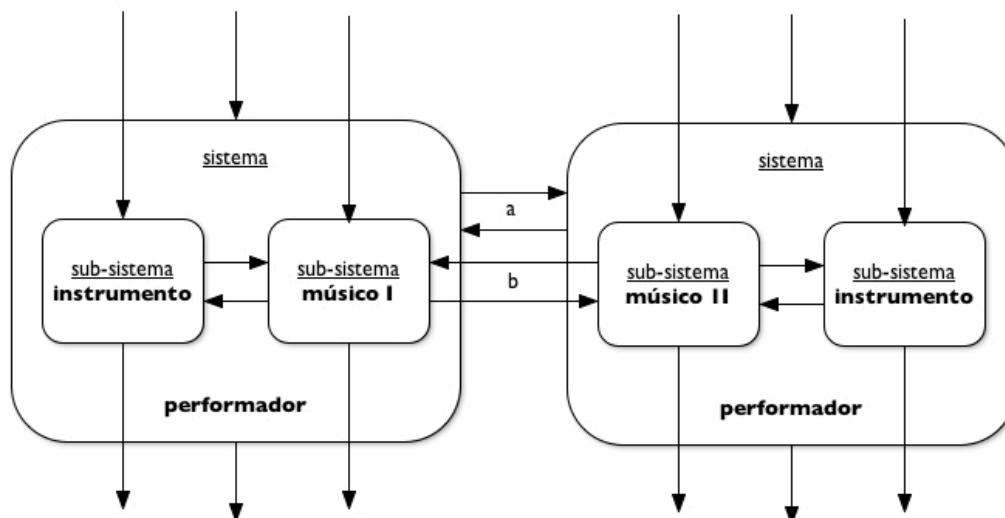 sistema
sub-sistema
instrumento
sub-sistema
músico I
performador
a
b
sistema
sub-sistema
músico II
sub-sistema
instrumento
performador